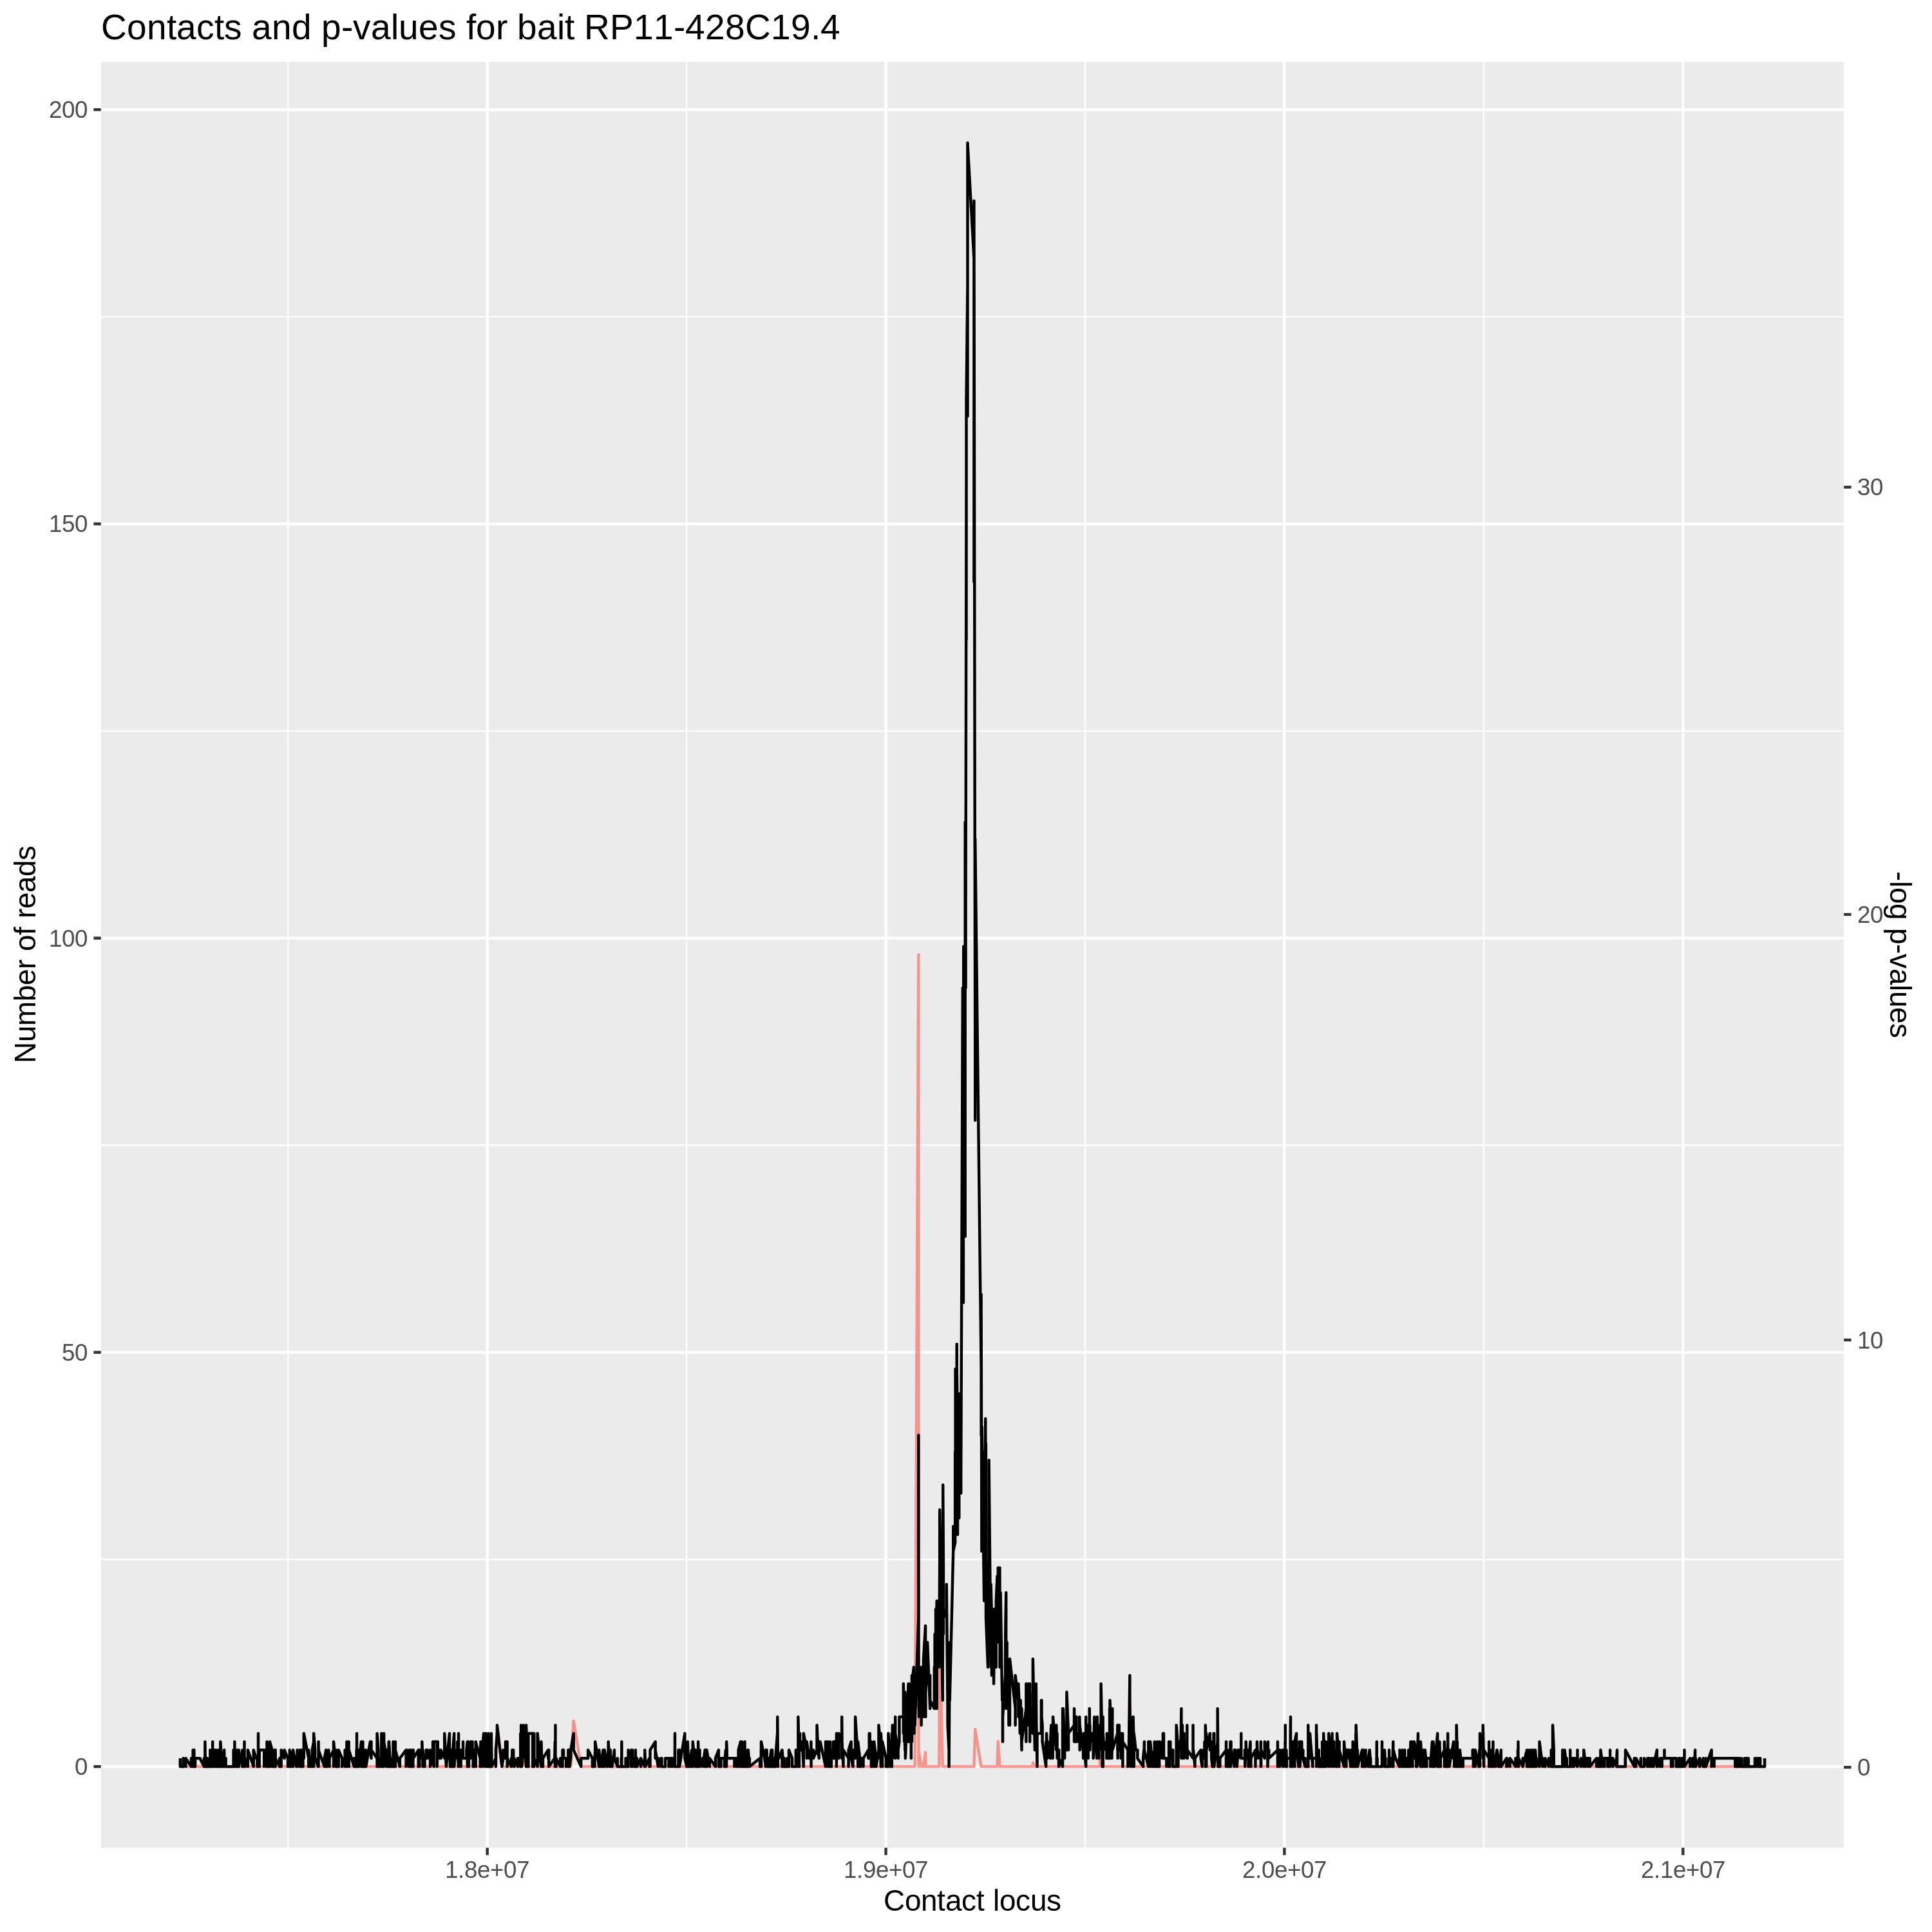 Contacts and p-values for bait RP11-428C19.4
200
150
100
50
0
Number of reads
30
20
10
0
-log p-values
1.8e+07
1.9e+07
2.0e+07
2.1e+07
Contact locus